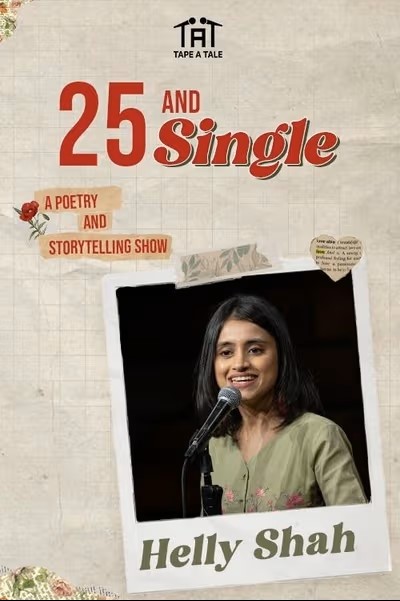 TAT
TAPE A TALE
25 AND
Single
A POETRY
AND
STORYTELLING SHOW
Helly Shah